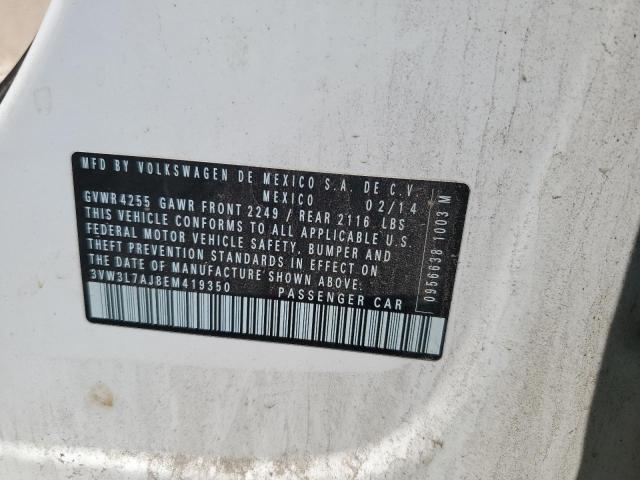 MFD BY VOLKSWAGEN DE MEXICO S.A. DE C.V.
MEXICO 02/14
GVWR 4255 GAWR FRONT 2249 / REAR 2116 LBS
THIS VEHICLE CONFORMS TO ALL APPLICABLE U.S.
FEDERAL MOTOR VEHICLE SAFETY, BUMPER AND
THEFT PREVENTION STANDARDS IN EFFECT ON
THE DATE OF MANUFACTURE SHOWN ABOVE.
3VW3L7AJ8EM419350 PASSENGER CAR
0956638 1003 M